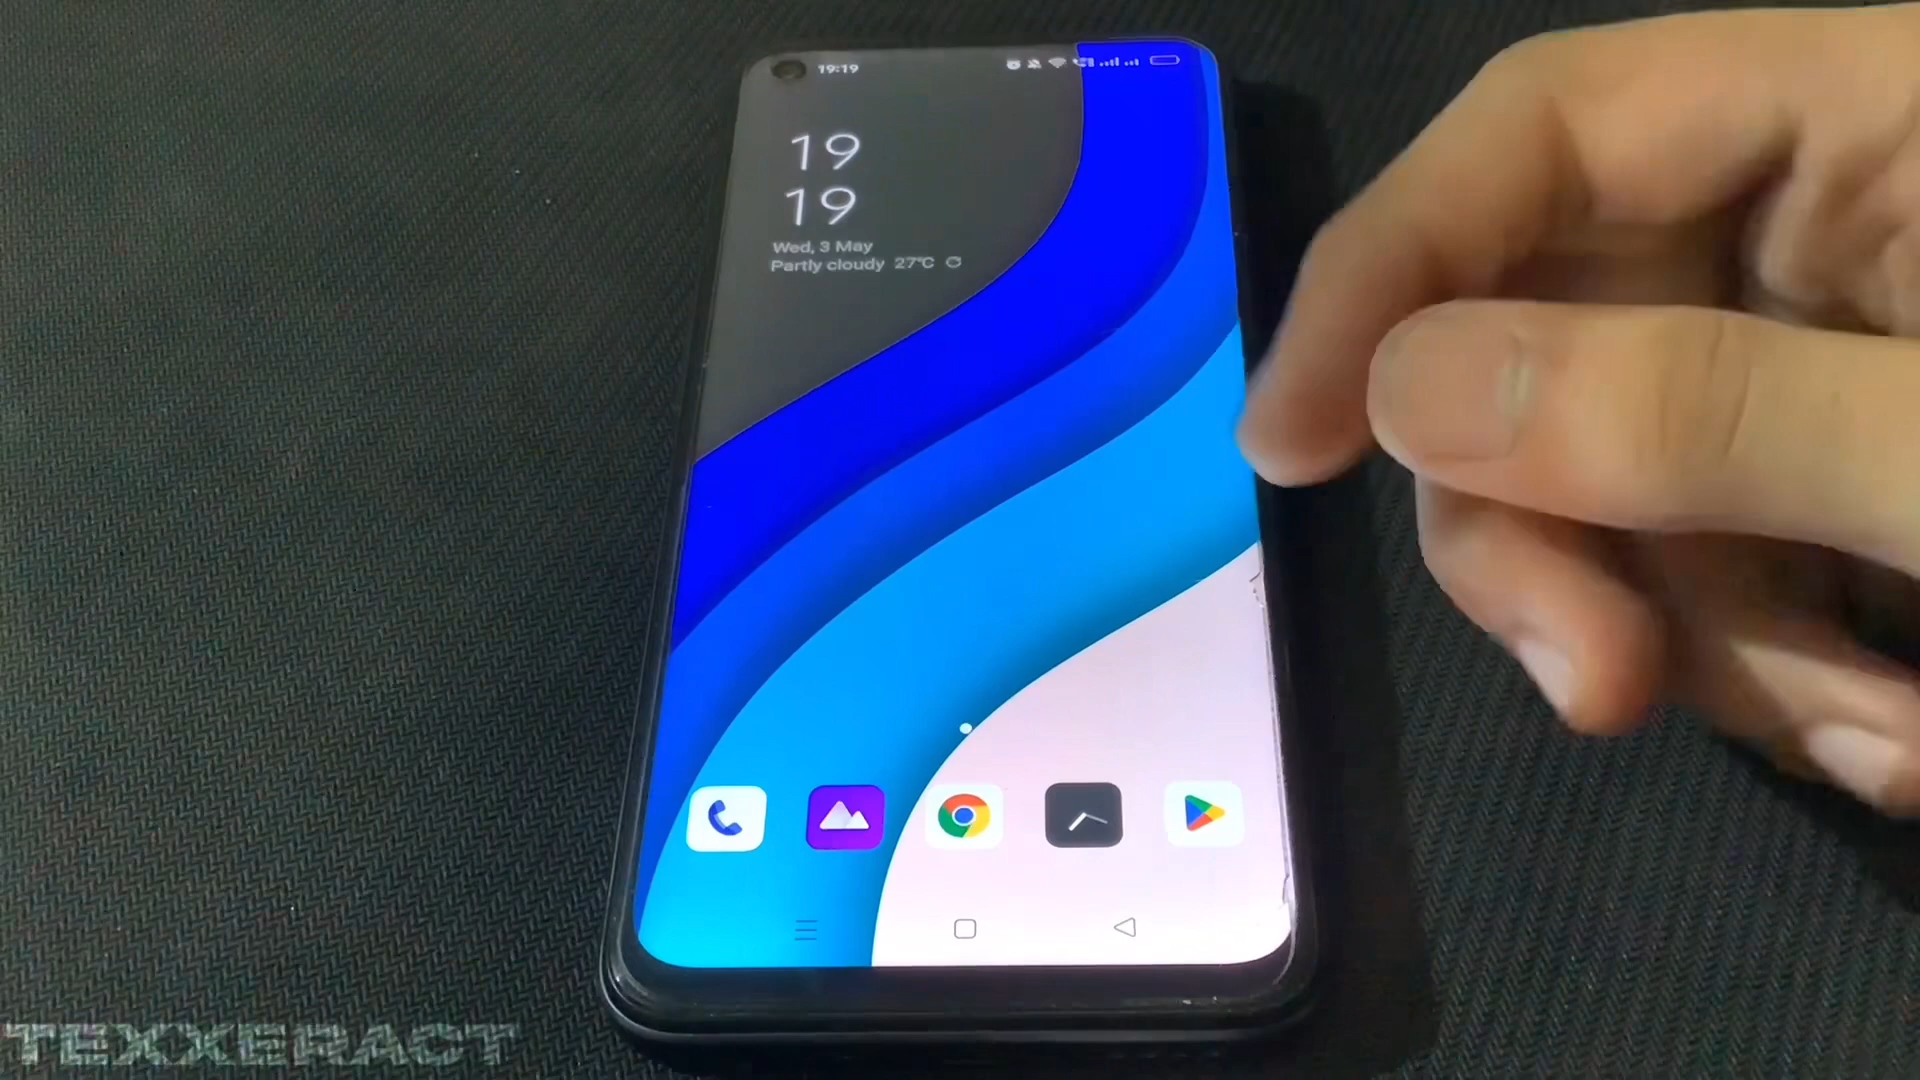 19:19
19
19
Wed, 3 May
Partly cloudy 27°C
TEXXERACT